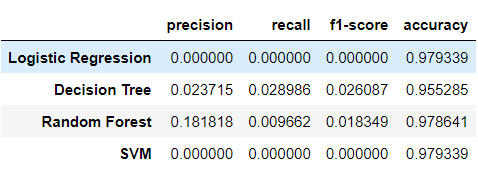 precision recall f1-score accuracy
Logistic Regression 0.000000 0.000000 0.000000 0.979339
Decision Tree 0.023715 0.028986 0.026087 0.955285
Random Forest 0.181818 0.009662 0.018349 0.978641
SVM 0.000000 0.000000 0.000000 0.979339